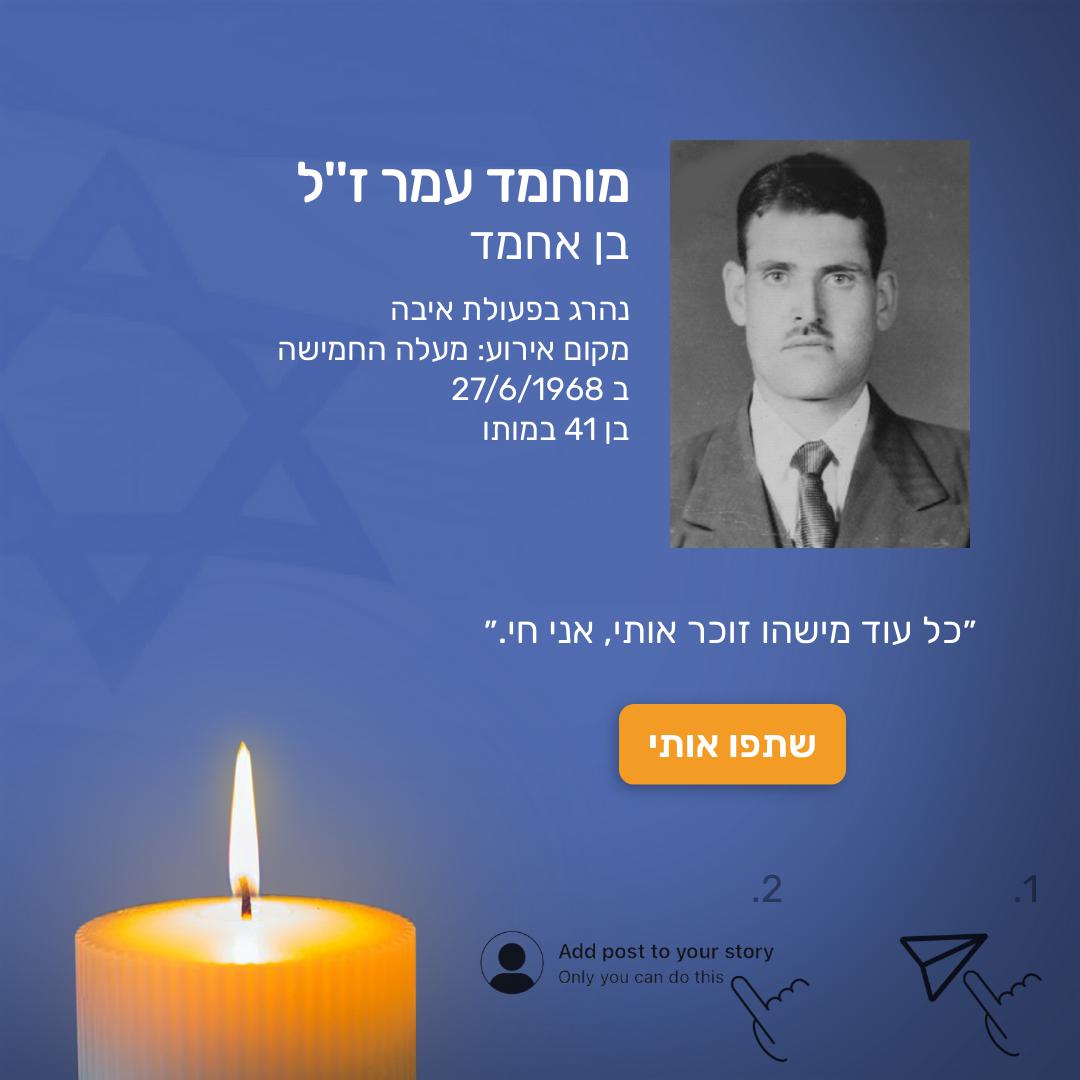 מוחמד עמר ז"ל
בן אחמד
נהרג בפעולת איבה
מקום אירוע: מעלה החמישה
ב 27/6/1968
בן 41 במותו
״כל עוד מישהו זוכר אותי, אני חי.״
שתפו אותי
1.
2.
Add post to your story
Only you can do this